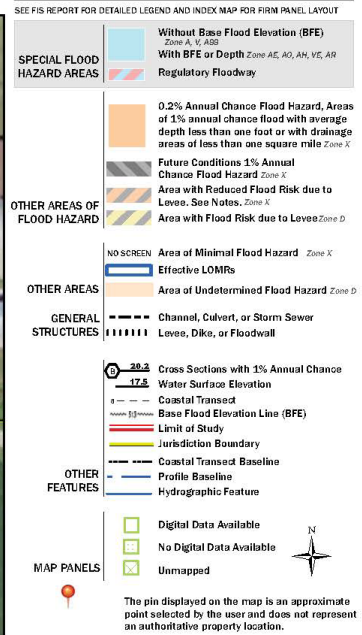 SEE FIS REPORT FOR DETAILED LEGEND AND INDEX MAP FOR FIRM PANEL LAYOUT
SPECIAL FLOOD
HAZARD AREAS
Without Base Flood Elevation (BFE)
Zone A, V, A99
With BFE or Depth Zone AE, AO, AH, VE, AR
Regulatory Floodway
OTHER AREAS OF
FLOOD HAZARD
0.2% Annual Chance Flood Hazard, Areas
of 1% annual chance flood with average
depth less than one foot or with drainage
areas of less than one square mile Zone X
Future Conditions 1% Annual
Chance Flood Hazard Zone X
Area with Reduced Flood Risk due to
Levee. See Notes. Zone X
Area with Flood Risk due to Levee Zone D
OTHER AREAS
NO SCREEN Area of Minimal Flood Hazard Zone X
Effective LOMRs
Area of Undetermined Flood Hazard Zone D
GENERAL
STRUCTURES
Channel, Culvert, or Storm Sewer
Levee, Dike, or Floodwall
OTHER
FEATURES
B 20.2 Cross Sections with 1% Annual Chance
17.5 Water Surface Elevation
8 Coastal Transect
513 Base Flood Elevation Line (BFE)
Limit of Study
Jurisdiction Boundary
Coastal Transect Baseline
Profile Baseline
Hydrographic Feature
MAP PANELS
Digital Data Available
No Digital Data Available
Unmapped
N
The pin displayed on the map is an approximate
point selected by the user and does not represent
an authoritative property location.